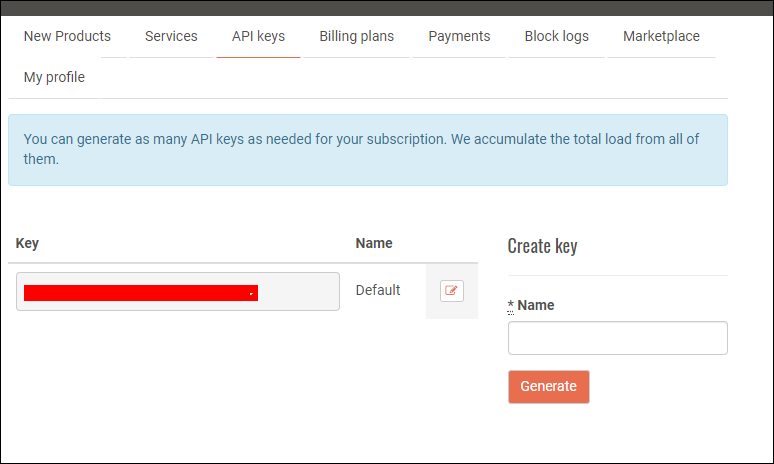 New Products Services API keys Billing plans Payments Block logs Marketplace
My profile
You can generate as many API keys as needed for your subscription. We accumulate the total load from all of
them.
Key Name
Default
Create key
* Name
Generate